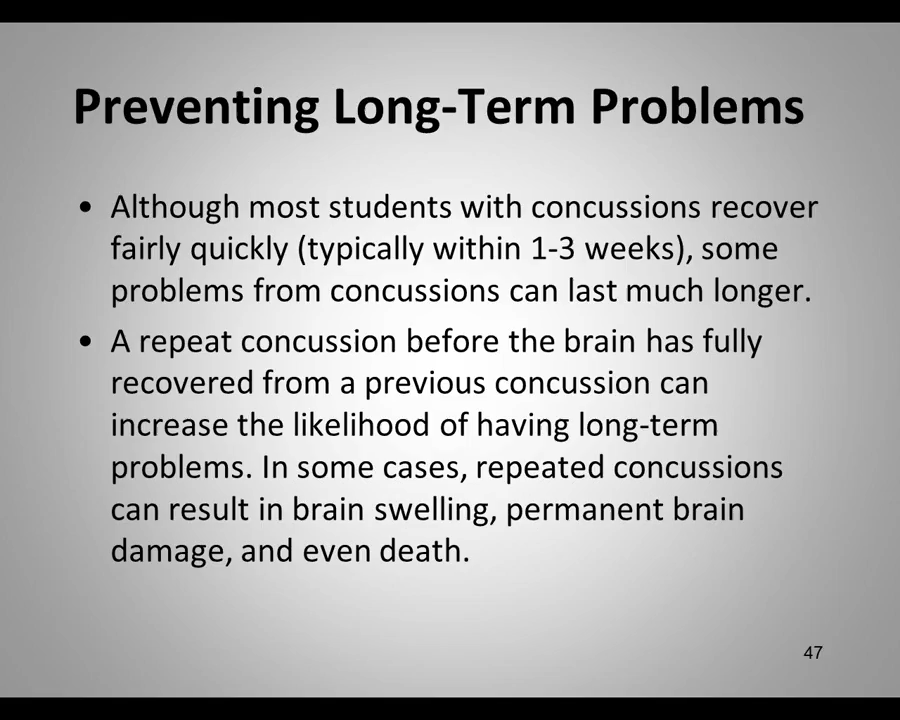 Preventing Long-Term Problems
• Although most students with concussions recover
fairly quickly (typically within 1-3 weeks), some
problems from concussions can last much longer.
• A repeat concussion before the brain has fully
recovered from a previous concussion can
increase the likelihood of having long-term
problems. In some cases, repeated concussions
can result in brain swelling, permanent brain
damage, and even death.
47